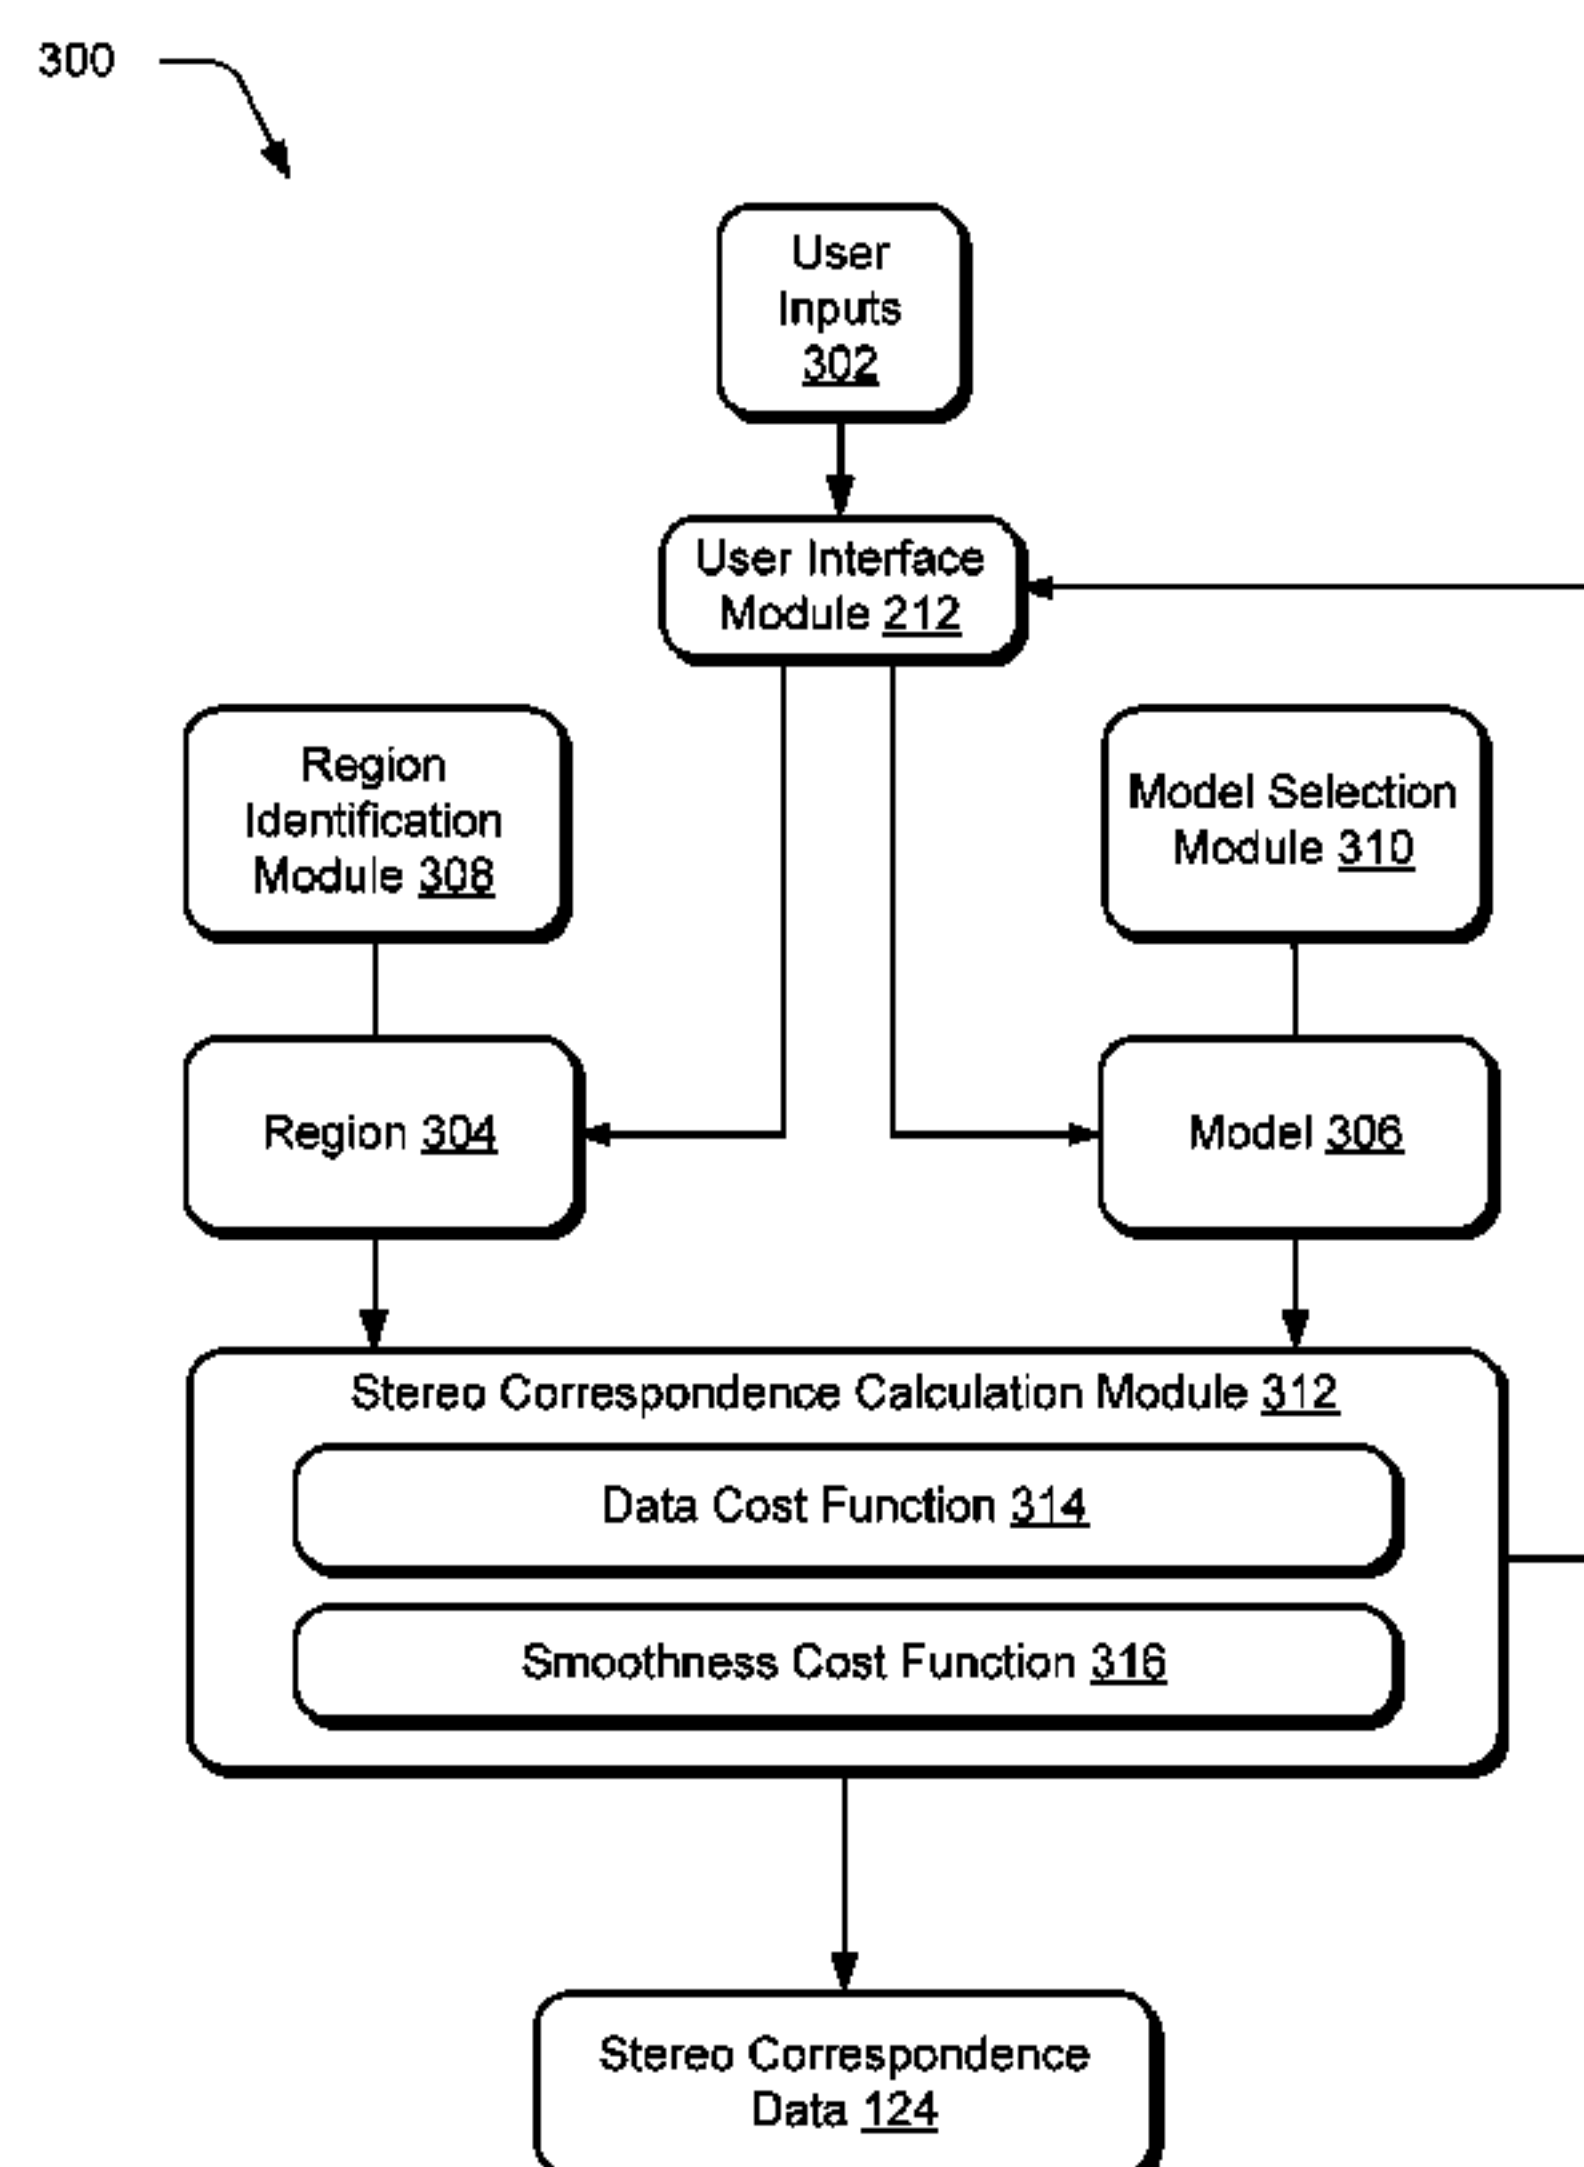 300
User
Inputs
302
User Interface
Module 212
Region
Identification
Module 308
Model Selection
Module 310
Region 304
Model 306
Stereo Correspondence Calculation Module 312
Data Cost Function 314
Smoothness Cost Function 316
Stereo Correspondence
Data 124